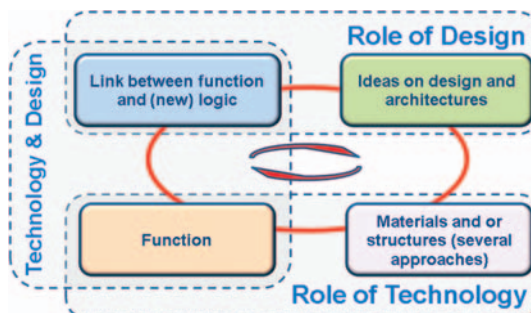 Role of Design
Link between function
and (new) logic
Ideas on design and
architectures
Technology & Design
Function
Materials and or
structures (several
approaches)
Role of Technology